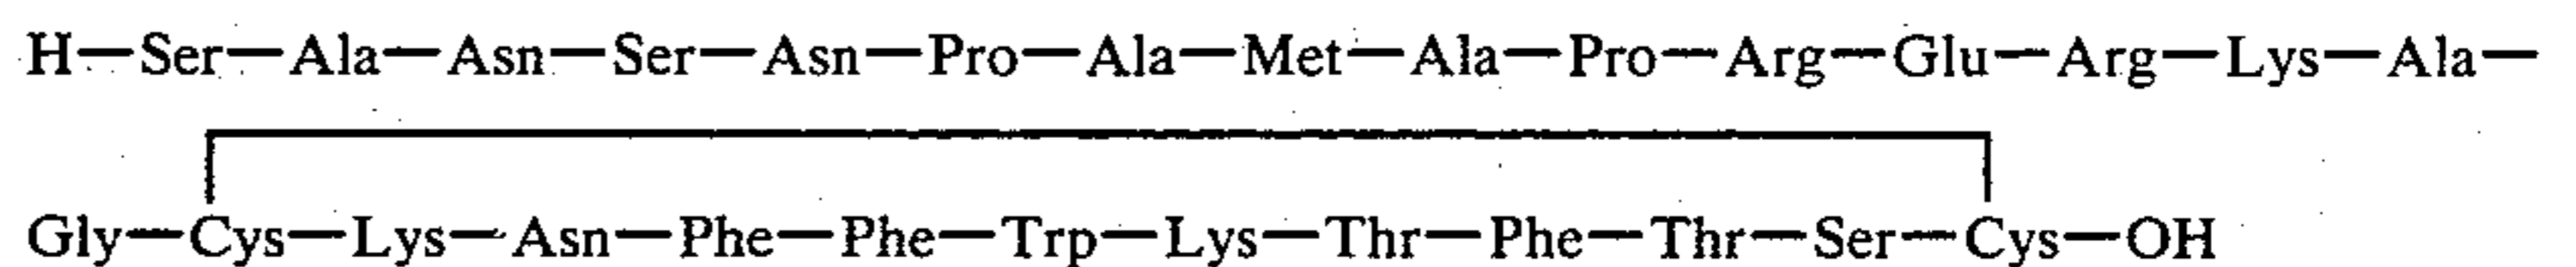 H—Ser—Ala—Asn—Ser—Asn—Pro—Ala—Met—Ala—Pro—Arg—Glu—Arg—Lys—Ala—
Gly—Cys—Lys—Asn—Phe—Phe—Trp—Lys—Thr—Phe—Thr—Ser—Cys—OH